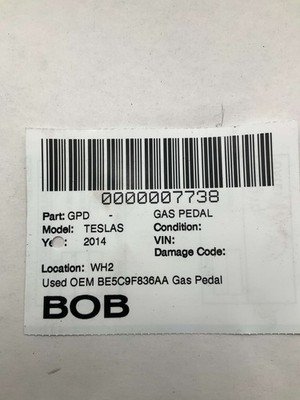 0000007738
Part: GPD - GAS PEDAL
Model: TESLAS Condition:
2014 VIN:
Damage Code:
Location: WH2
Used OEM BE5C9F836AA Gas Pedal
BOB